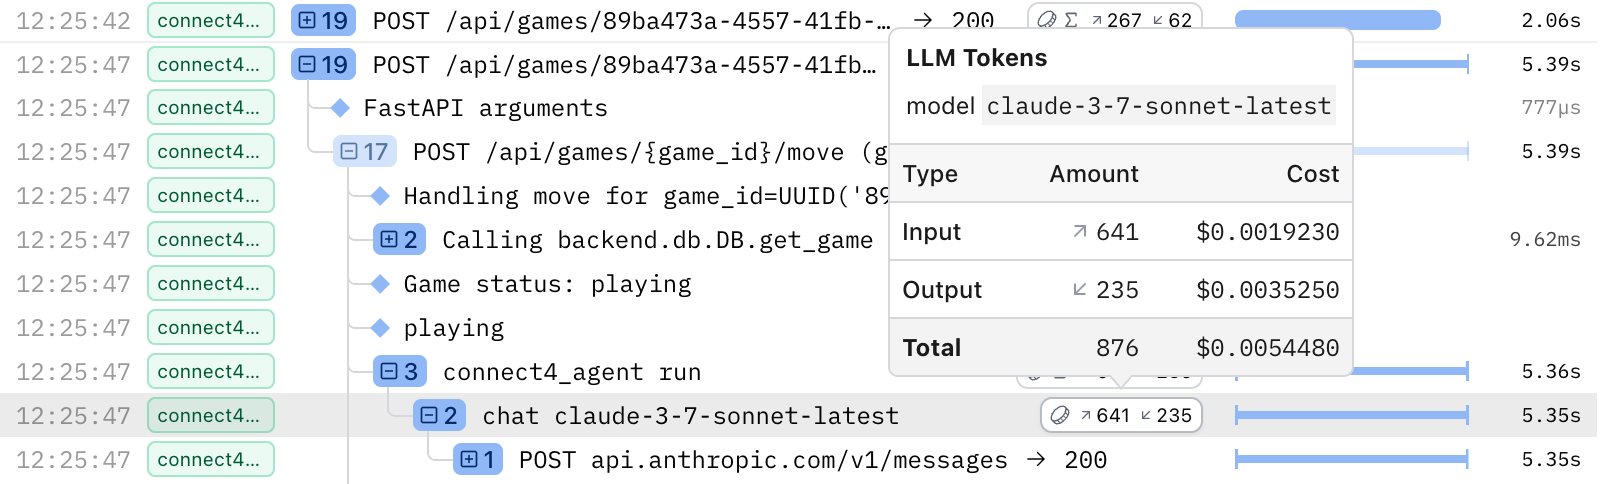 12:25:42 connect4... 19 POST /api/games/89ba473a-4557-41fb-… → 200 Σ ↗267 ↙62 2.06s
12:25:47 connect4... 19 POST /api/games/89ba473a-4557-41fb… 5.39s
12:25:47 connect4... FastAPI arguments 777µs
12:25:47 connect4... 17 POST /api/games/{game_id}/move (g 5.39s
12:25:47 connect4... Handling move for game_id=UUID('89
12:25:47 connect4... 2 Calling backend.db.DB.get_game 9.62ms
12:25:47 connect4... Game status: playing
12:25:47 connect4... playing
12:25:47 connect4... 3 connect4_agent run 5.36s
12:25:47 connect4... 2 chat claude-3-7-sonnet-latest ↗641 ↙235 5.35s
12:25:47 connect4... 1 POST api.anthropic.com/v1/messages → 200 5.35s
LLM Tokens
model claude-3-7-sonnet-latest
Type Amount Cost
Input ↗ 641 $0.0019230
Output ↙ 235 $0.0035250
Total 876 $0.0054480